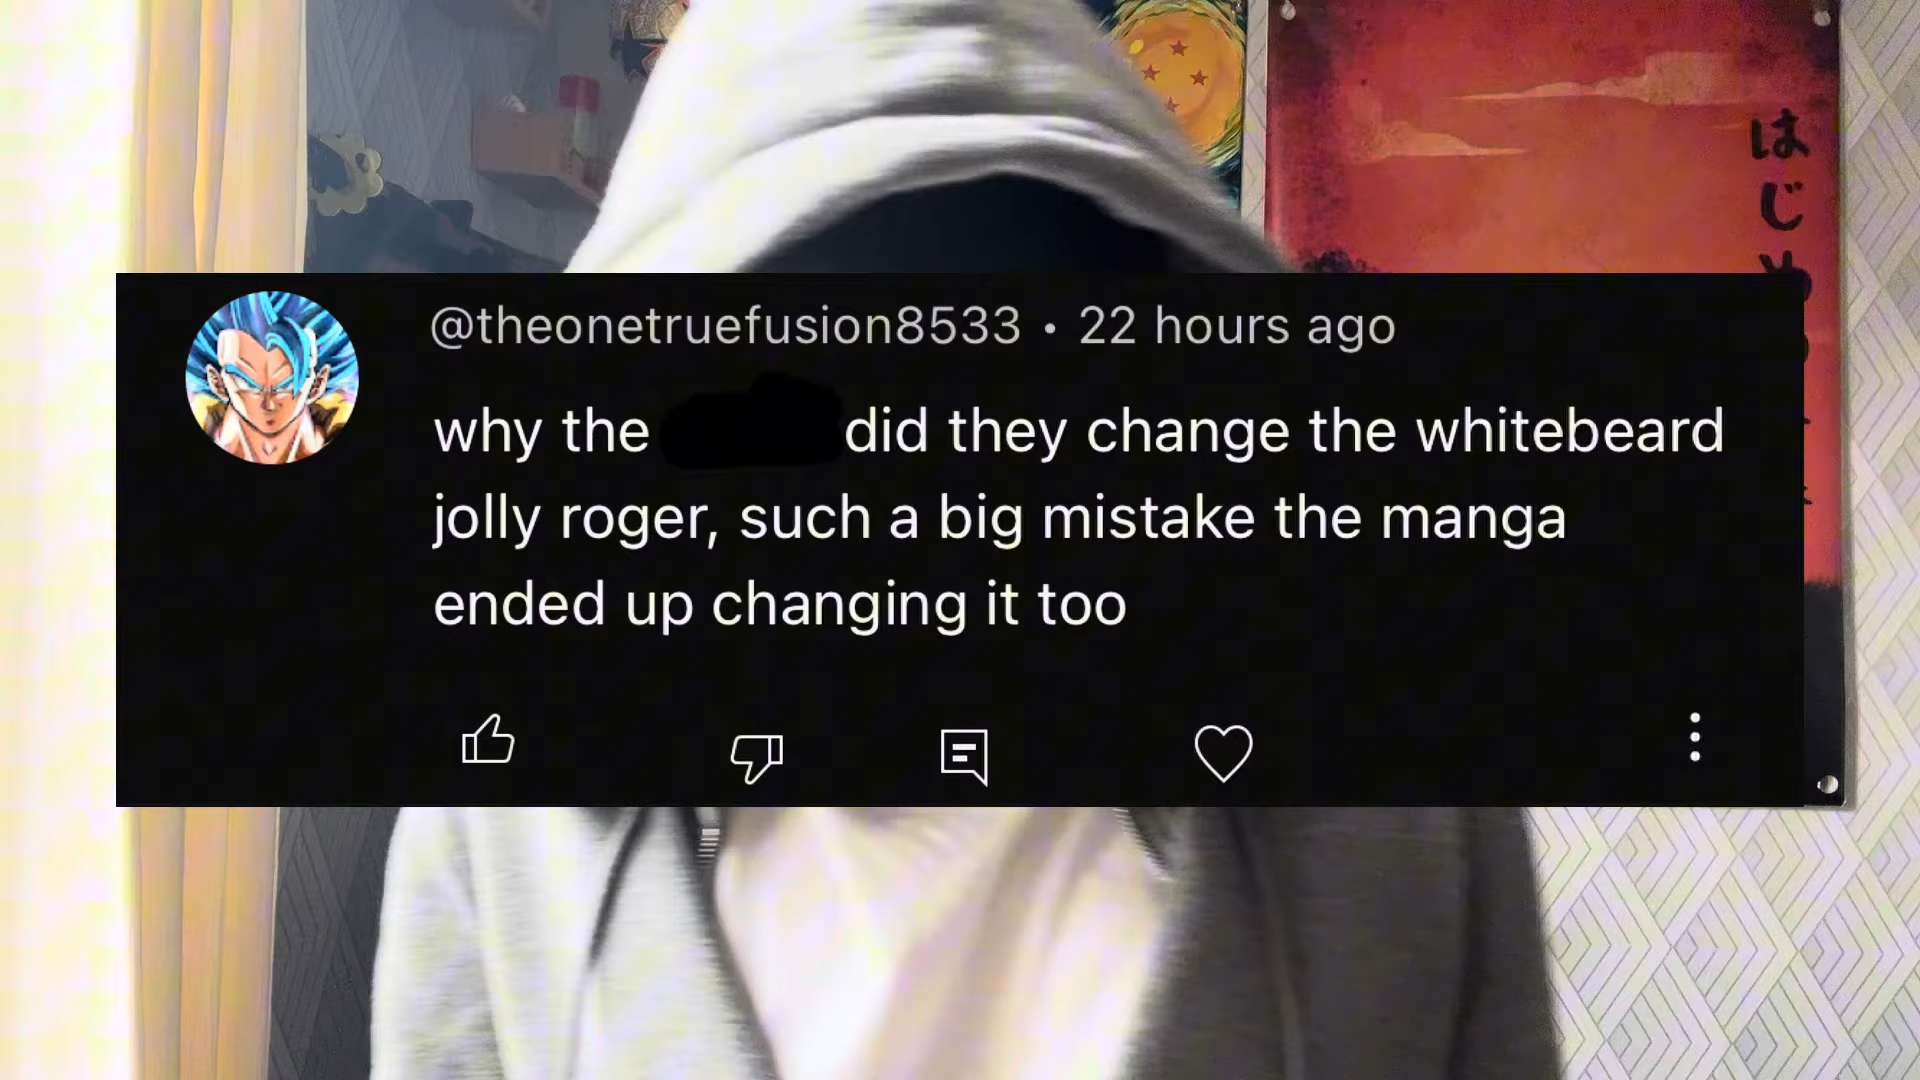 @theonetruefusion8533 • 22 hours ago
why the did they change the whitebeard
jolly roger, such a big mistake the manga
ended up changing it too
はじめ